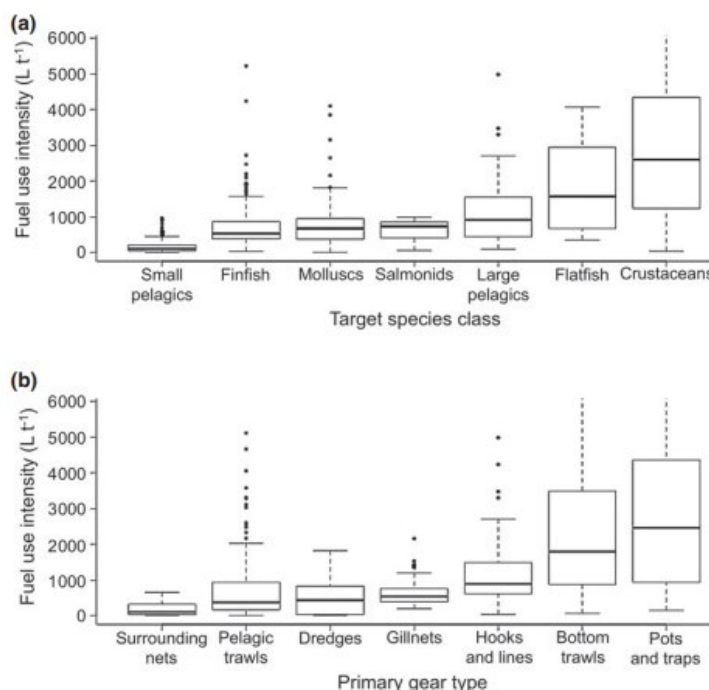 (a)
Fuel use intensity (L t⁻¹)
6000
5000
4000
3000
2000
1000
0
Small pelagics
Finfish
Molluscs
Salmonids
Large pelagics
Flatfish
Crustaceans
Target species class
(b)
Fuel use intensity (L t⁻¹)
6000
5000
4000
3000
2000
1000
0
Surrounding nets
Pelagic trawls
Dredges
Gillnets
Hooks and lines
Bottom trawls
Pots and traps
Primary gear type